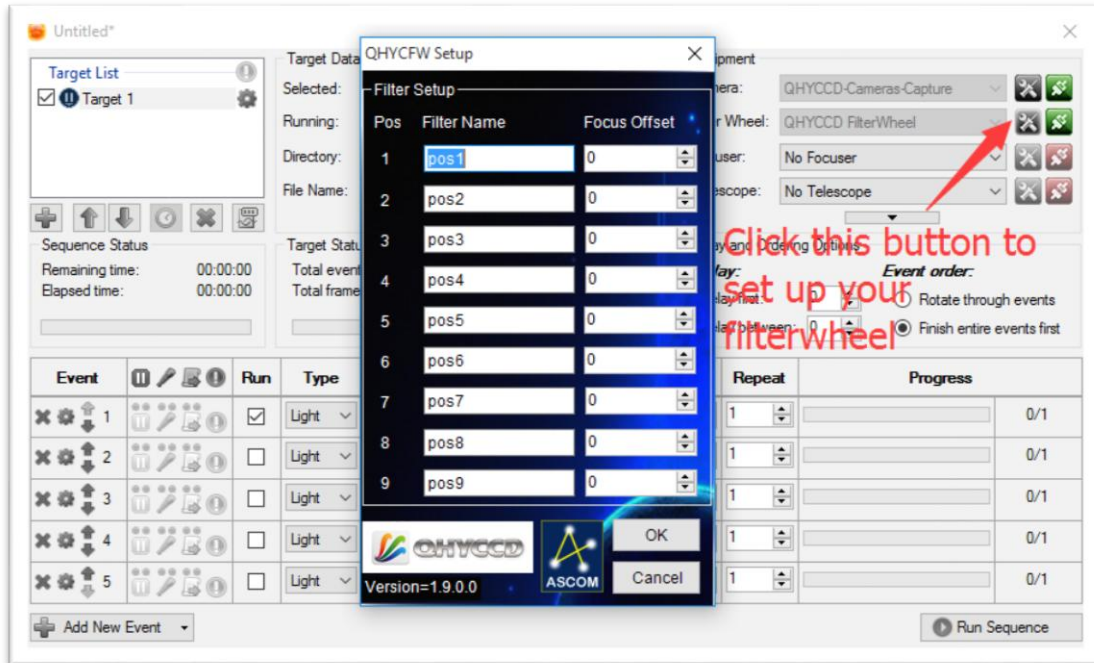 Untitled*
Target List
Target 1
Target Data
Selected:
Running:
Directory:
File Name:
QHYCFW Setup
Filter Setup
Pos Filter Name Focus Offset
1 pos1 0
2 pos2 0
3 pos3 0
4 pos4 0
5 pos5 0
6 pos6 0
7 pos7 0
8 pos8 0
9 pos9 0
QHYCCD
ASCOM
OK
Cancel
Version=1.9.0.0
QHYCCD-Cameras-Capture
Wheel: QHYCCD FilterWheel
No Focuser
No Telescope
Click this button to
set up your
filterwheel
Sequence Status
Remaining time: 00:00:00
Elapsed time: 00:00:00
Target Statu
Total event
Total frame
and Ordering Options
Event order:
Rotate through events
between: 0
Finish entire events first
Event Run Type Repeat Progress
1 Light 1 0/1
2 Light 1 0/1
3 Light 1 0/1
4 Light 1 0/1
5 Light 1 0/1
Add New Event
Run Sequence